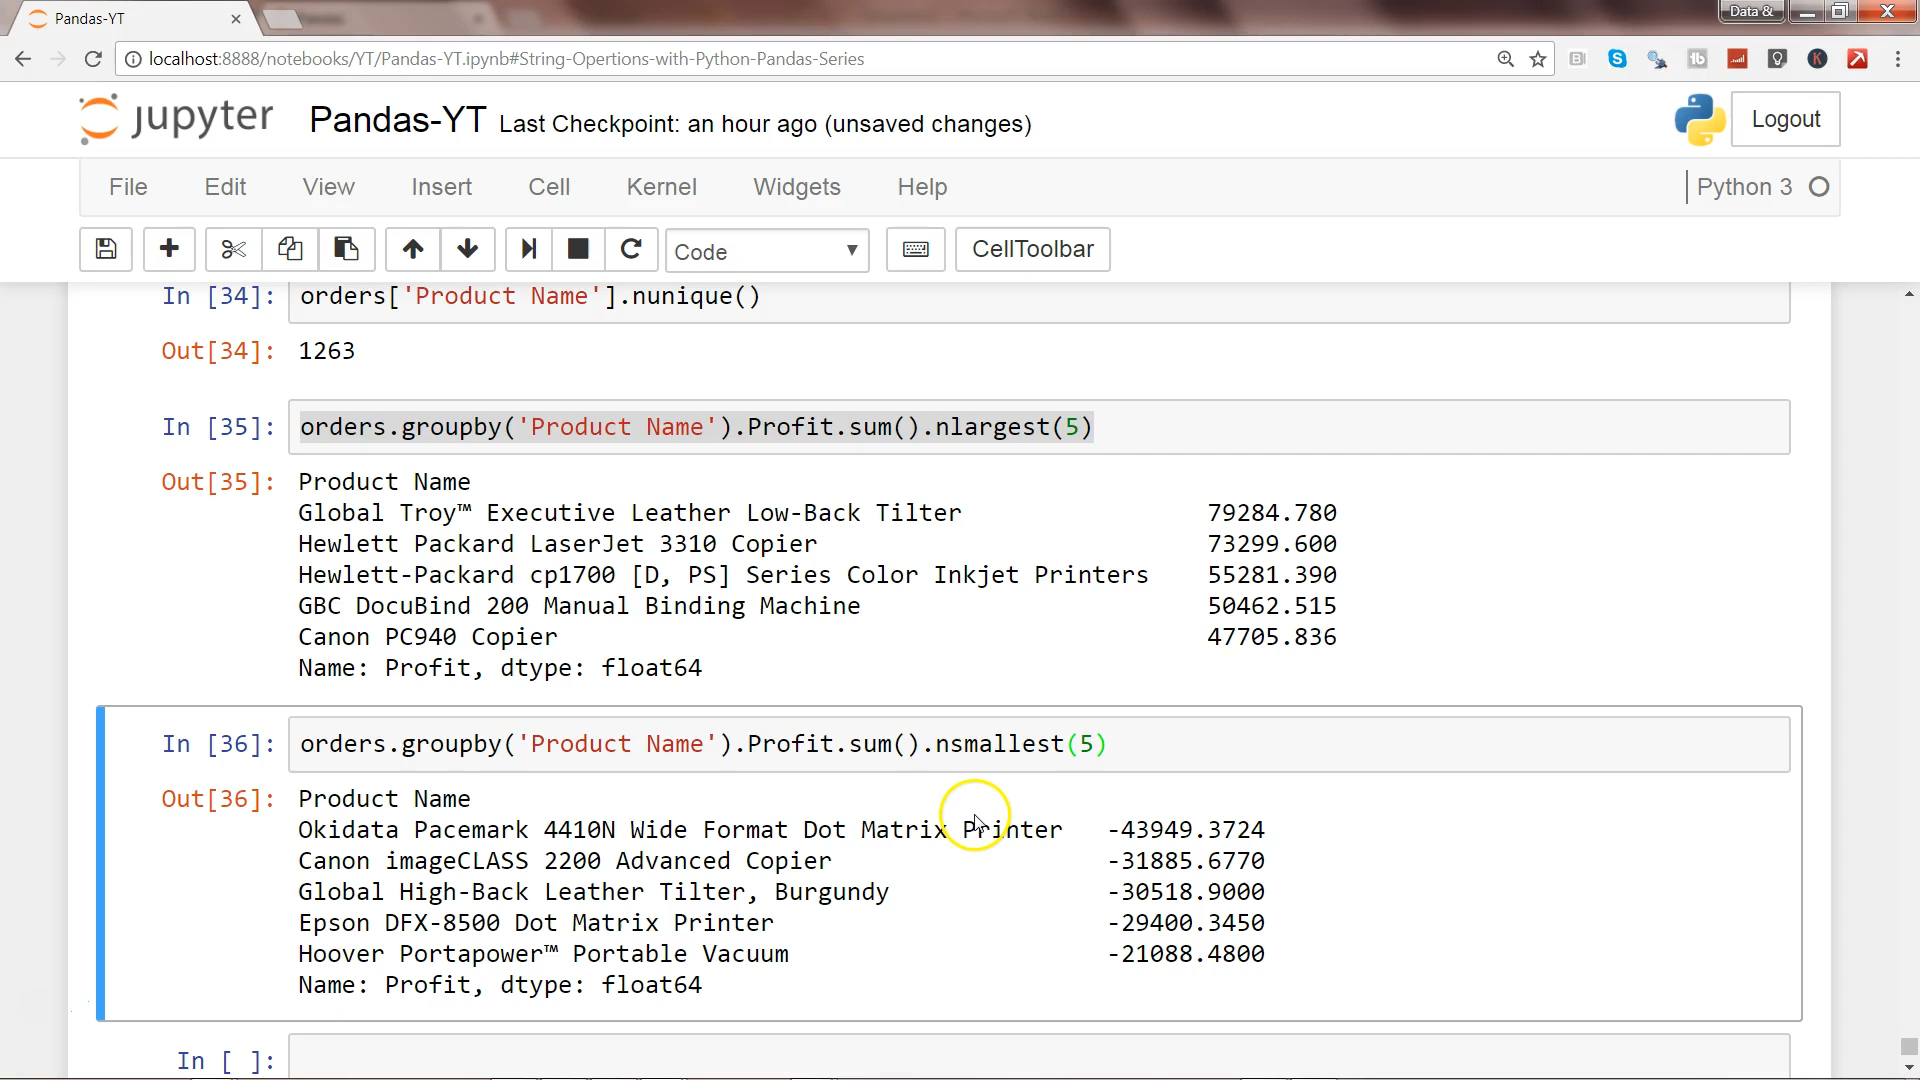 Pandas-YT
Data &
localhost:8888/notebooks/YT/Pandas-YT.ipynb#String-Opertions-with-Python-Pandas-Series
jupyter Pandas-YT Last Checkpoint: an hour ago (unsaved changes)
Logout
File Edit View Insert Cell Kernel Widgets Help Python 3
Code CellToolbar
In [34]: orders['Product Name'].nunique()
Out[34]: 1263
In [35]: orders.groupby('Product Name').Profit.sum().nlargest(5)
Out[35]: Product Name
Global Troy™ Executive Leather Low-Back Tilter 79284.780
Hewlett Packard LaserJet 3310 Copier 73299.600
Hewlett-Packard cp1700 [D, PS] Series Color Inkjet Printers 55281.390
GBC DocuBind 200 Manual Binding Machine 50462.515
Canon PC940 Copier 47705.836
Name: Profit, dtype: float64
In [36]: orders.groupby('Product Name').Profit.sum().nsmallest(5)
Out[36]: Product Name
Okidata Pacemark 4410N Wide Format Dot Matrix Printer -43949.3724
Canon imageCLASS 2200 Advanced Copier -31885.6770
Global High-Back Leather Tilter, Burgundy -30518.9000
Epson DFX-8500 Dot Matrix Printer -29400.3450
Hoover Portapower™ Portable Vacuum -21088.4800
Name: Profit, dtype: float64
In [ ]: